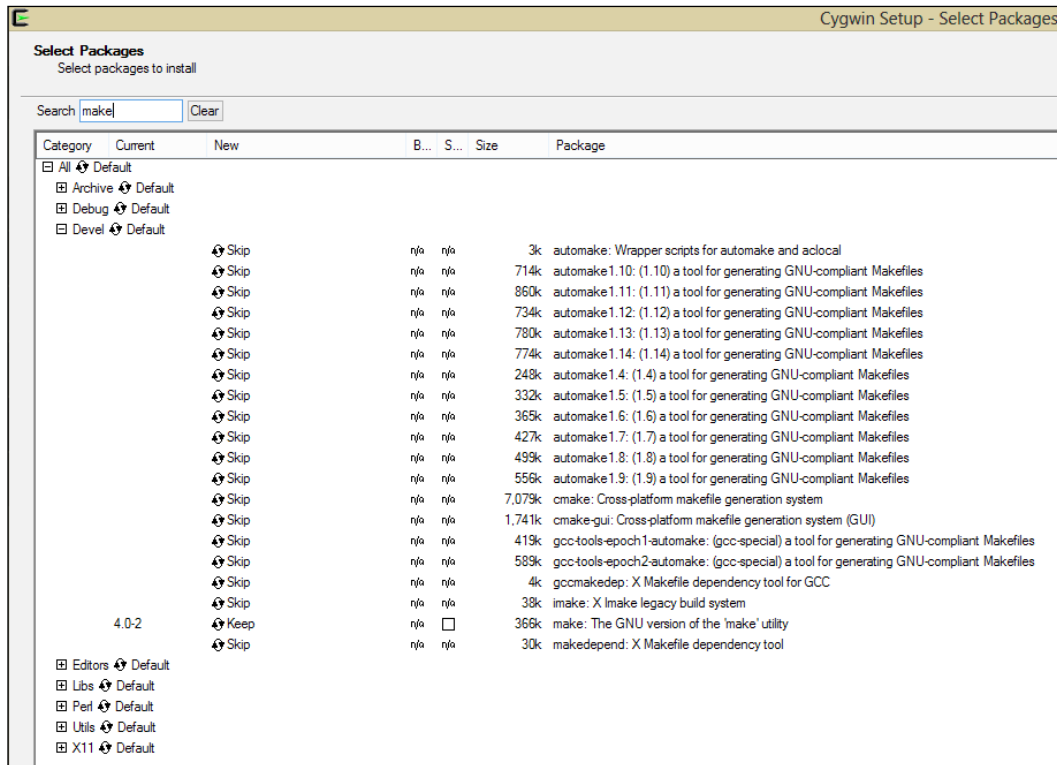 Cygwin Setup - Select Packages
Select Packages
Select packages to install
Search make Clear
Category Current New B... S... Size Package
All Default
Archive Default
Debug Default
Devel Default
Skip n/a n/a 3k automake: Wrapper scripts for automake and aclocal
Skip n/a n/a 714k automake1.10: (1.10) a tool for generating GNU-compliant Makefiles
Skip n/a n/a 860k automake1.11: (1.11) a tool for generating GNU-compliant Makefiles
Skip n/a n/a 734k automake1.12: (1.12) a tool for generating GNU-compliant Makefiles
Skip n/a n/a 780k automake1.13: (1.13) a tool for generating GNU-compliant Makefiles
Skip n/a n/a 774k automake1.14: (1.14) a tool for generating GNU-compliant Makefiles
Skip n/a n/a 248k automake1.4: (1.4) a tool for generating GNU-compliant Makefiles
Skip n/a n/a 332k automake1.5: (1.5) a tool for generating GNU-compliant Makefiles
Skip n/a n/a 365k automake1.6: (1.6) a tool for generating GNU-compliant Makefiles
Skip n/a n/a 427k automake1.7: (1.7) a tool for generating GNU-compliant Makefiles
Skip n/a n/a 499k automake1.8: (1.8) a tool for generating GNU-compliant Makefiles
Skip n/a n/a 556k automake1.9: (1.9) a tool for generating GNU-compliant Makefiles
Skip n/a n/a 7,079k cmake: Cross-platform makefile generation system
Skip n/a n/a 1,741k cmake-gui: Cross-platform makefile generation system (GUI)
Skip n/a n/a 419k gcc-tools-epoch1-automake: (gcc-special) a tool for generating GNU-compliant Makefiles
Skip n/a n/a 589k gcc-tools-epoch2-automake: (gcc-special) a tool for generating GNU-compliant Makefiles
Skip n/a n/a 4k gccmakedep: X Makefile dependency tool for GCC
Skip n/a n/a 38k imake: X Imake legacy build system
4.0-2 Keep n/a 366k make: The GNU version of the 'make' utility
Skip n/a n/a 30k makedepend: X Makefile dependency tool
Editors Default
Libs Default
Perl Default
Utils Default
X11 Default